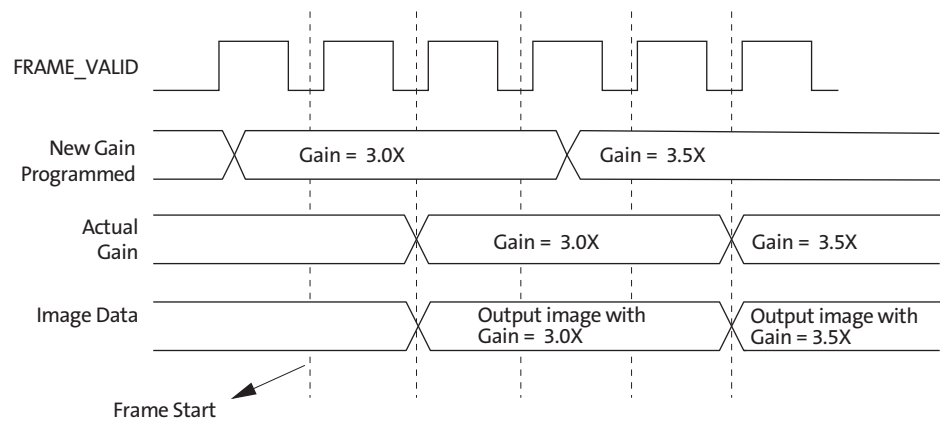 FRAME_VALID
New Gain
Programmed
Gain = 3.0X
Gain = 3.5X
Actual
Gain
Gain = 3.0X
Gain = 3.5X
Image Data
Output image with
Gain = 3.0X
Output image with
Gain = 3.5X
Frame Start